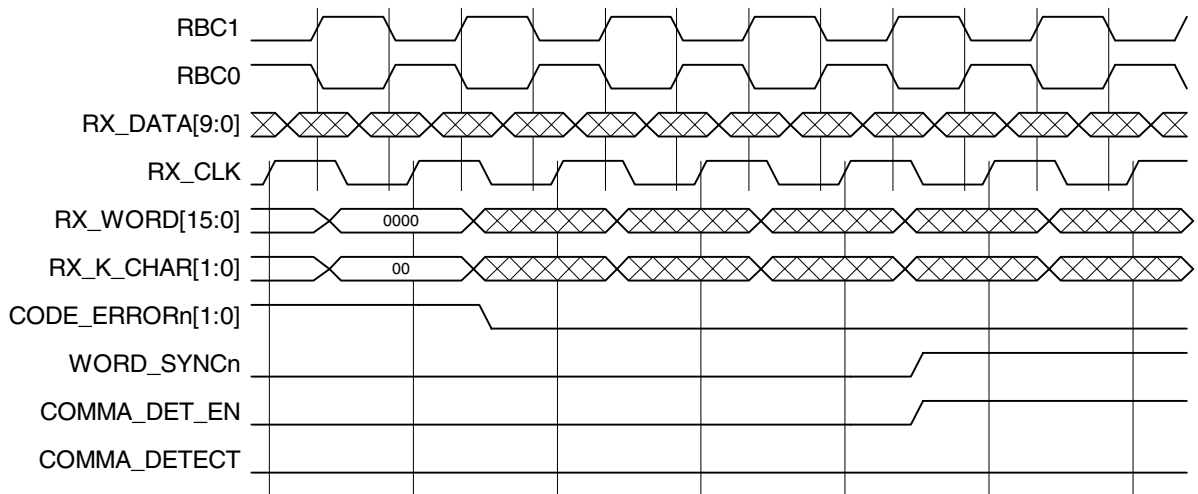 RBC1
RBC0
RX_DATA[9:0]
RX_CLK
RX_WORD[15:0] 0000
RX_K_CHAR[1:0] 00
CODE_ERRORn[1:0]
WORD_SYNCn
COMMA_DET_EN
COMMA_DETECT